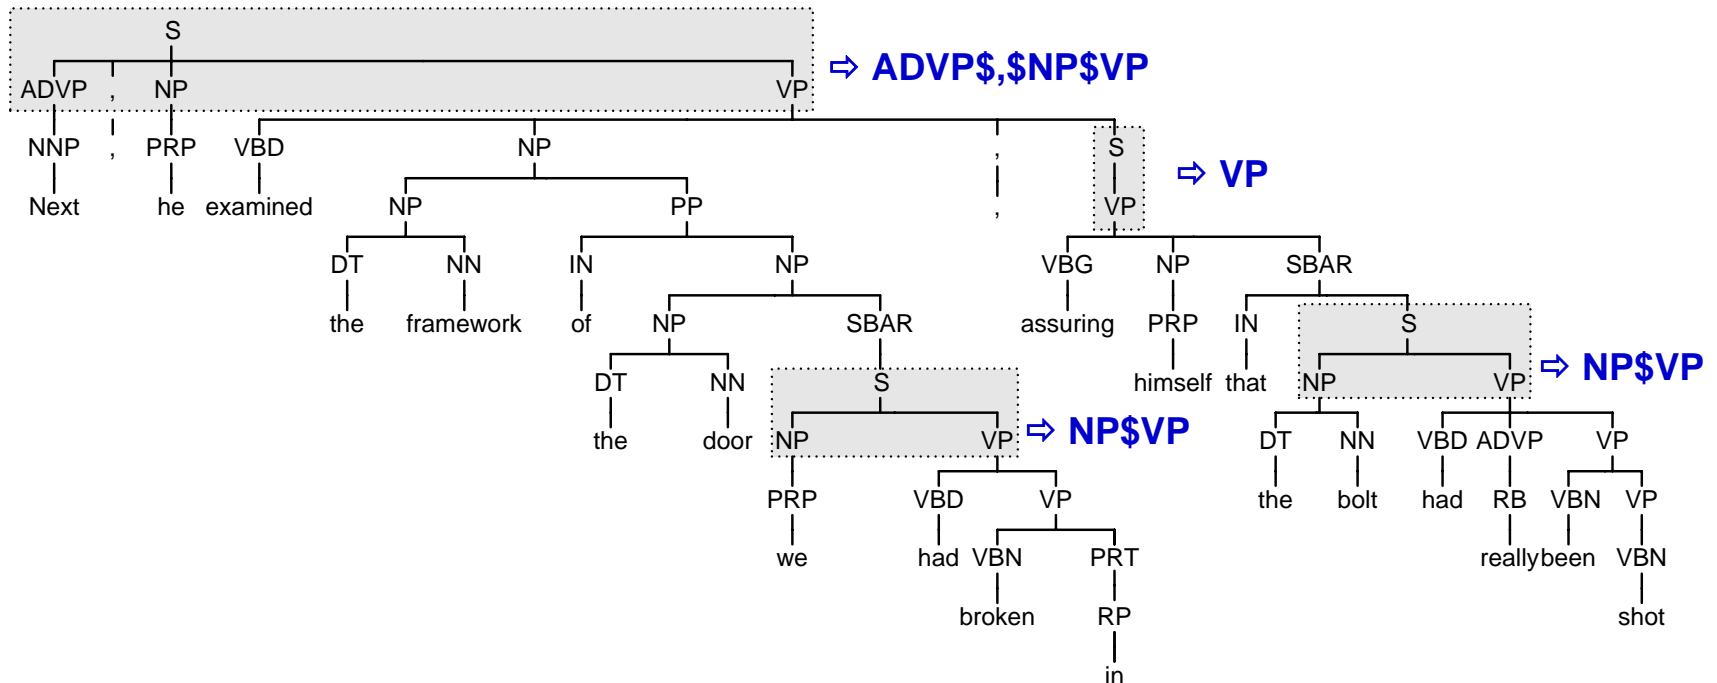 S
⇨ ADVP$,$NP$VP
ADVP , NP VP
NNP , PRP VBD NP , S
⇨ VP
Next he examined NP PP , VP
DT NN IN NP VBG NP SBAR
the framework of NP SBAR assuring PRP IN S
⇨ NP$VP
DT NN S himself that NP VP
the door NP VP ⇨ NP$VP DT NN VBD ADVP VP
PRP VBD VP the bolt had RB VBN VP
we had VBN PRT really been VBN
broken RP shot
in